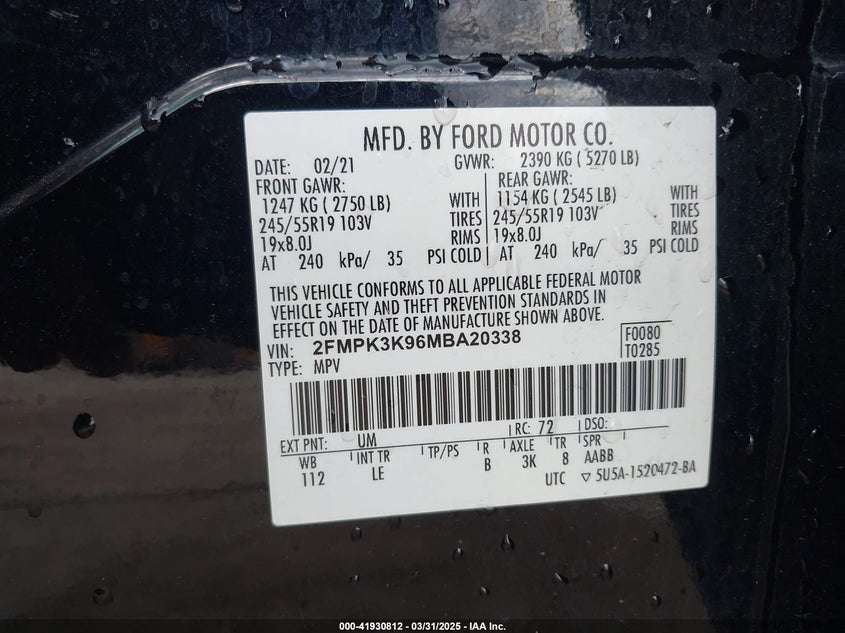 MFD. BY FORD MOTOR CO.
DATE: 02/21 GVWR: 2390 KG ( 5270 LB)
FRONT GAWR: REAR GAWR:
1247 KG ( 2750 LB) WITH 1154 KG ( 2545 LB) WITH
245/55R19 103V TIRES 245/55R19 103V TIRES
19x8.0J RIMS 19x8.0J RIMS
AT 240 kPa/ 35 PSI COLD AT 240 kPa/ 35 PSI COLD
THIS VEHICLE CONFORMS TO ALL APPLICABLE FEDERAL MOTOR
VEHICLE SAFETY AND THEFT PREVENTION STANDARDS IN
EFFECT ON THE DATE OF MANUFACTURE SHOWN ABOVE.
VIN: 2FMPK3K96MBA20338 F0080
TYPE: MPV T0285
EXT PNT: UM RC: 72 DSO:
WB INT TR TP/PS R AXLE TR SPR
112 LE B 3K 8 AABB
UTC ▽ 5U5A-1520472-BA
000-41930812 - 03/31/2025 - IAA Inc.